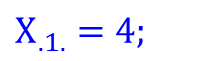 X.1. = 4;